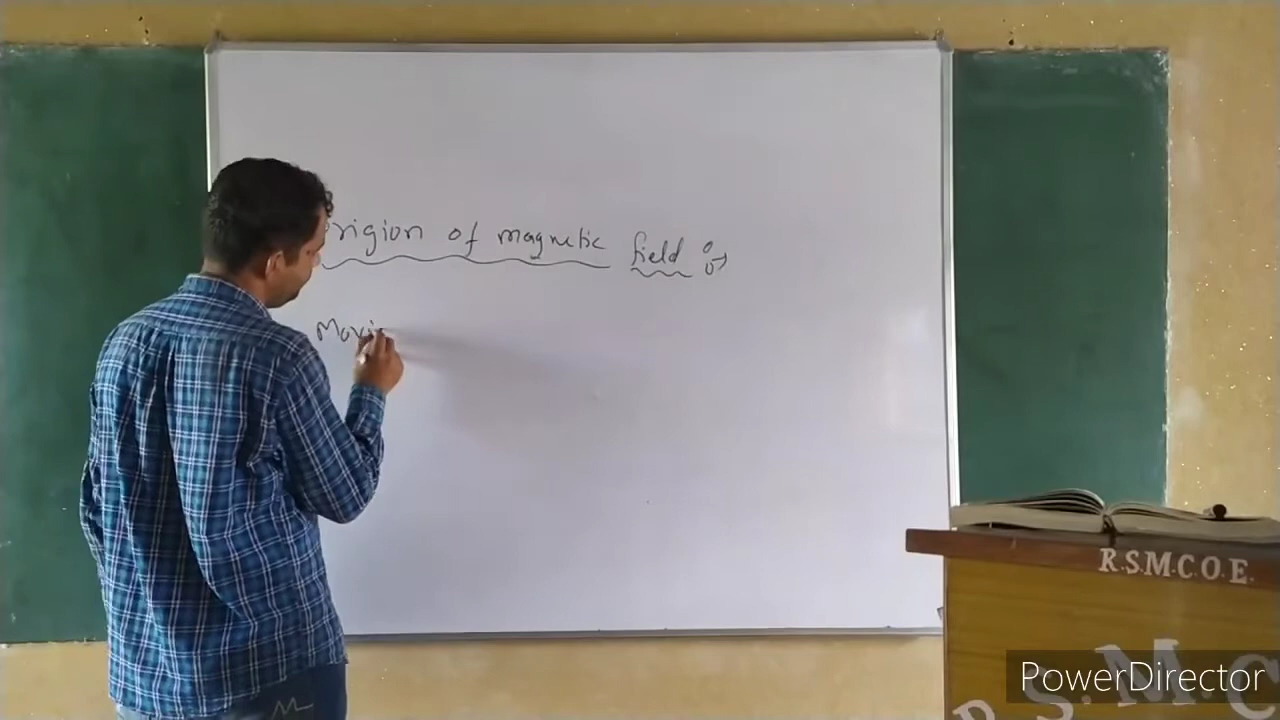 rigion of magnetic field :→
Movi
R.S.M.C.O.E.
R.S.M.C
PowerDirector